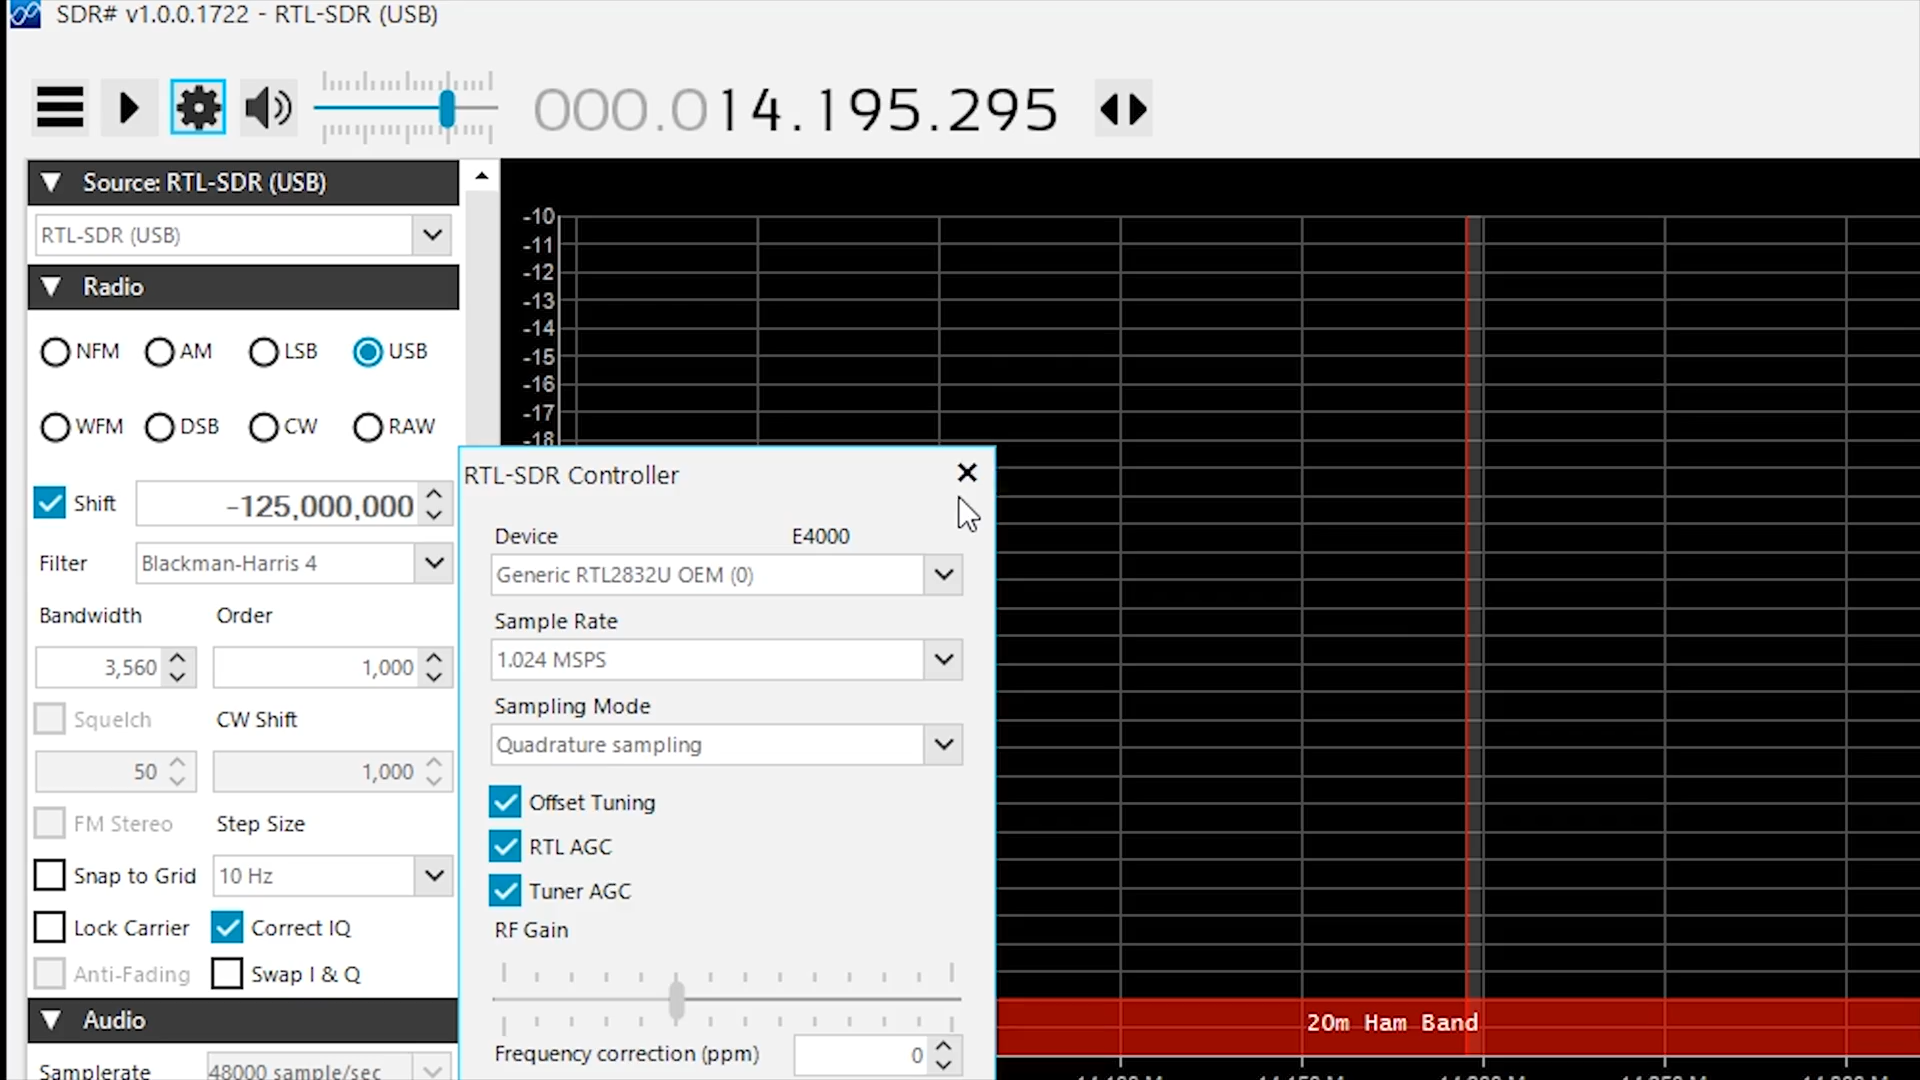 SDR# v1.0.0.1722 - RTL-SDR (USB)
000.014.195.295
Source: RTL-SDR (USB)
RTL-SDR (USB)
Radio
NFM AM LSB USB
WFM DSB CW RAW
Shift -125,000,000
Filter Blackman-Harris 4
Bandwidth Order
3,560 1,000
Squelch CW Shift
50 1,000
FM Stereo Step Size
Snap to Grid 10 Hz
Lock Carrier Correct IQ
Anti-Fading Swap I & Q
Audio
Samplerate 48000 sample/sec
-10
-11
-12
-13
-14
-15
-16
-17
-18
RTL-SDR Controller
Device E4000
Generic RTL2832U OEM (0)
Sample Rate
1.024 MSPS
Sampling Mode
Quadrature sampling
Offset Tuning
RTL AGC
Tuner AGC
RF Gain
Frequency correction (ppm) 0
20m Ham Band